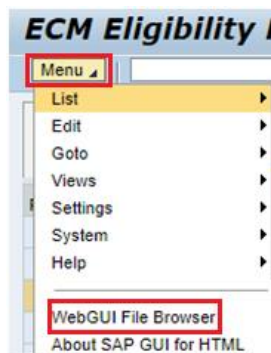 ECM Eligibility
Menu
List
Edit
Goto
Views
Settings
System
Help
WebGUI File Browser
About SAP GUI for HTML